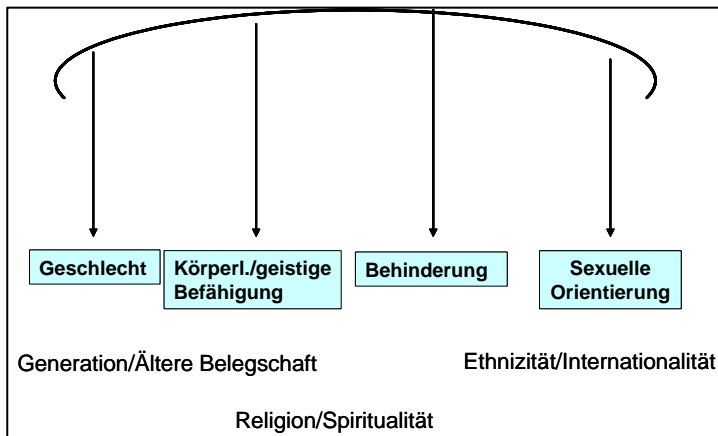 Geschlecht
Körperl./geistige
Befähigung
Behinderung
Sexuelle
Orientierung
Generation/Ältere Belegschaft
Ethnizität/Internationalität
Religion/Spiritualität